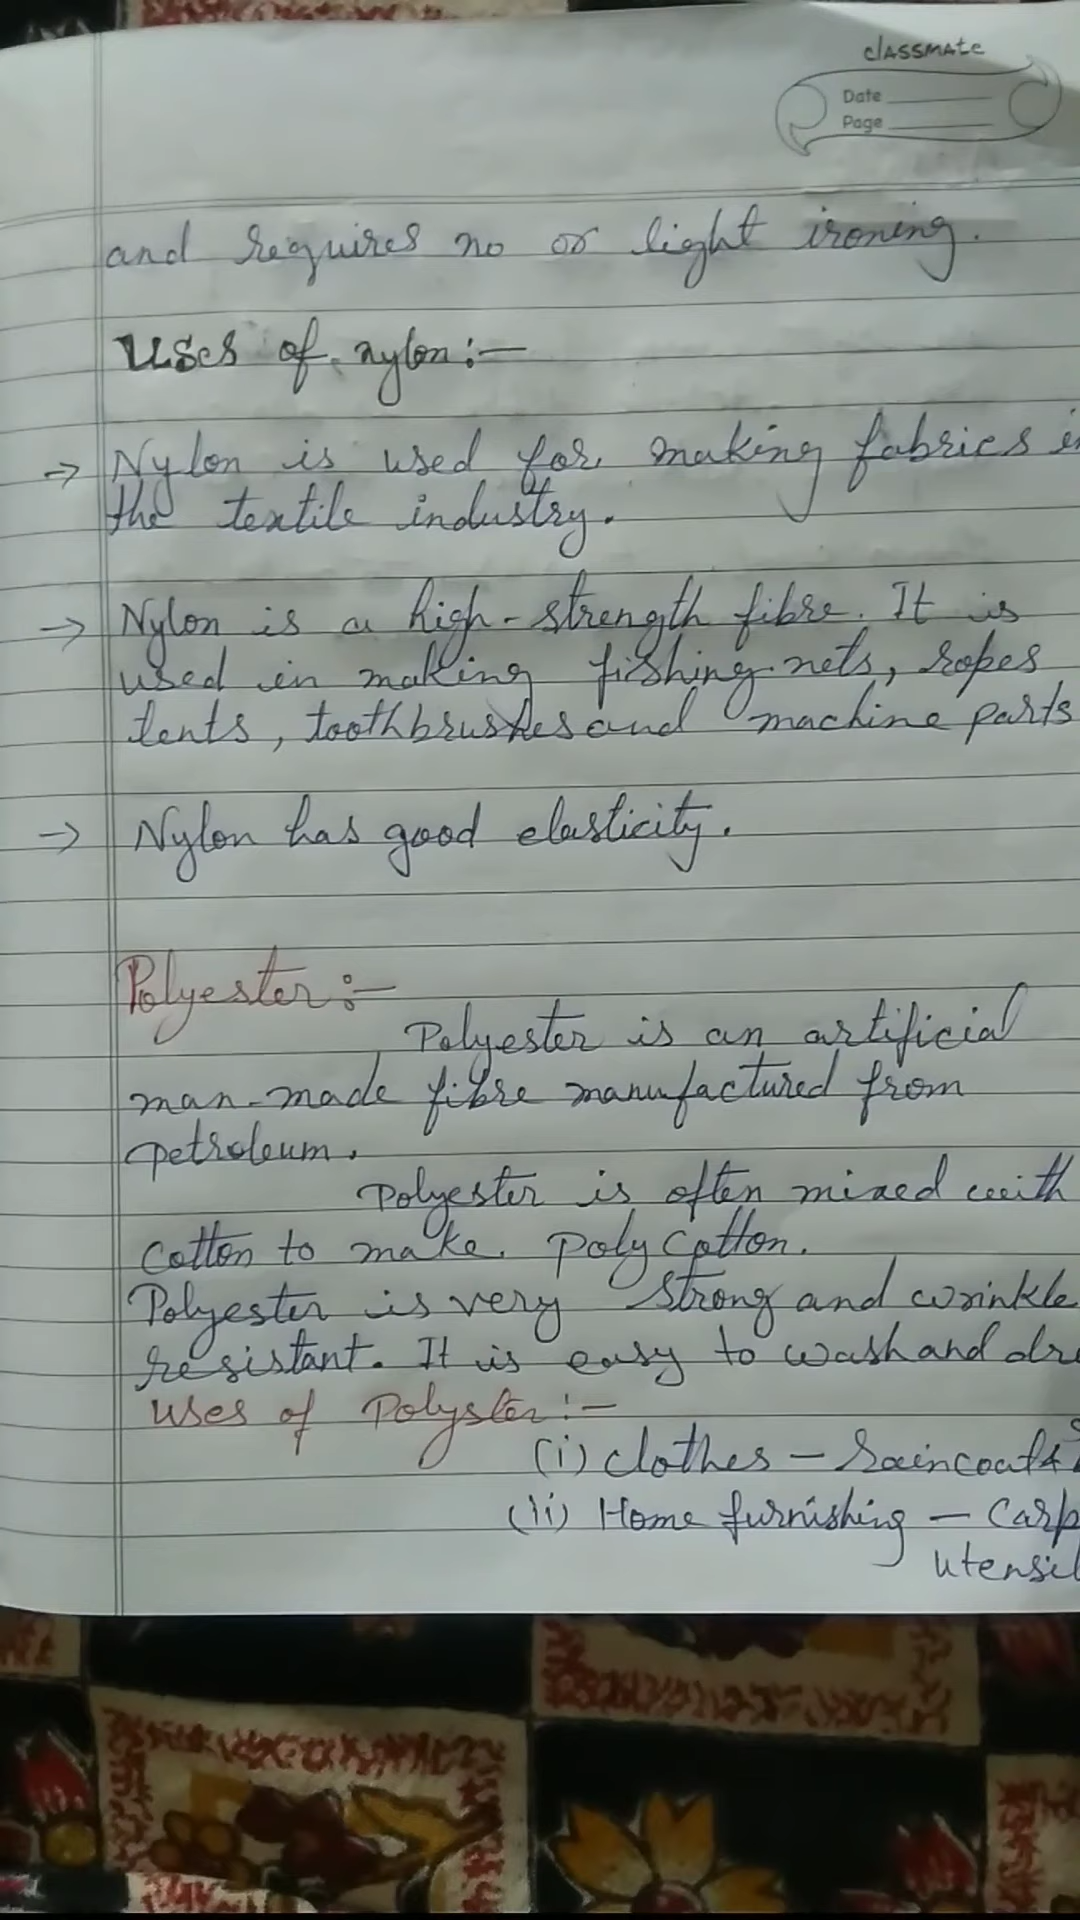 classmate
Date
Page
and requires no or light ironing.
Uses of nylon:-
→ Nylon is used for making fabrics in
the textile industry.
→ Nylon is a high-strength fibre. It is
used in making fishing nets, ropes
tents, toothbrushes and machine parts
→ Nylon has good elasticity.
Polyester:-
Polyester is an artificial
man-made fibre manufactured from
petroleum.
Polyester is often mixed with
cotton to make. Poly Cotton.
Polyester is very strong and wrinkle
resistant. It is easy to wash and dr
Uses of Polyster:-
(i) clothes - Raincoats
(ii) Home furnishing - Carp
utensil